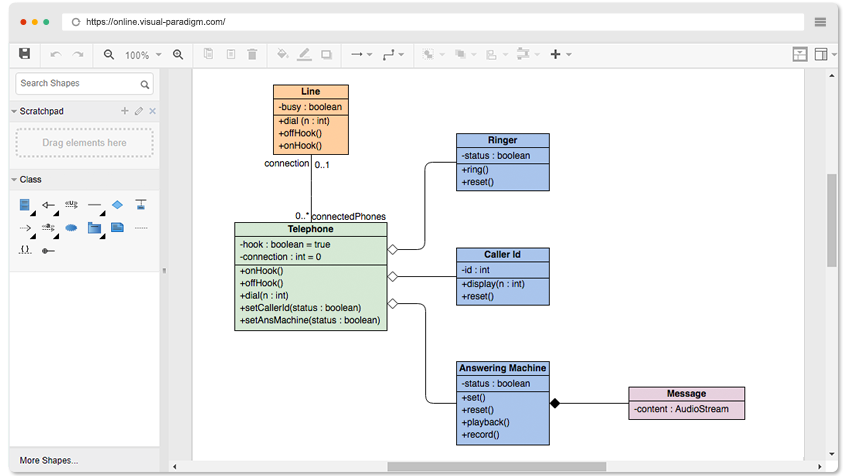 https://online.visual-paradigm.com/
100%
Search Shapes
Scratchpad
Drag elements here
Class
More Shapes...
Line
-busy : boolean
+dial (n : int)
+offHook()
+onHook()
connection
0..1
0..*
connectedPhones
Telephone
-hook : boolean = true
-connection : int = 0
+onHook()
+offHook()
+dial(n : int)
+setCallerId(status : boolean)
+setAnsMachine(status : boolean)
Ringer
-status : boolean
+ring()
+reset()
Caller Id
-id : int
+display(n : int)
+reset()
Answering Machine
-status : boolean
+set()
+reset()
+playback()
+record()
Message
-content : AudioStream